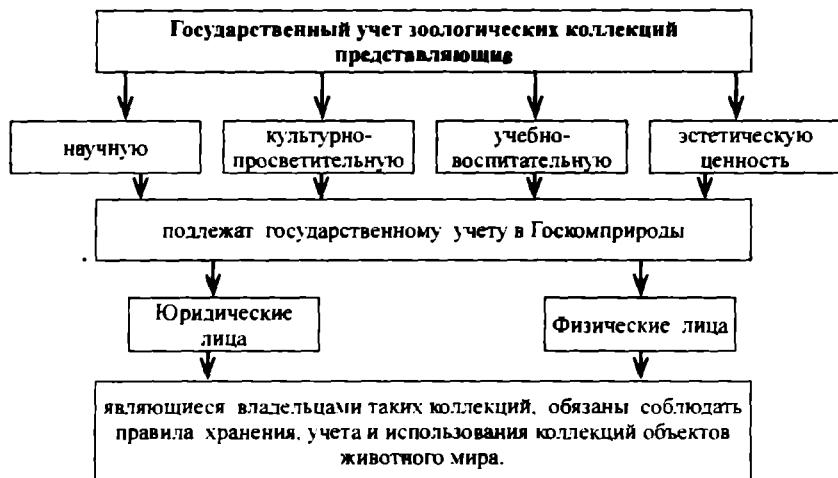 Государственный учет зоологических коллекций
представляющие
научную
культурно-
просветительную
учебно-
воспитательную
эстетическую
ценность
подлежат государственному учету в Госкомприроды
Юридические
лица
Физические лица
являющиеся владельцами таких коллекций, обязаны соблюдать
правила хранения, учета и использования коллекций объектов
животного мира.